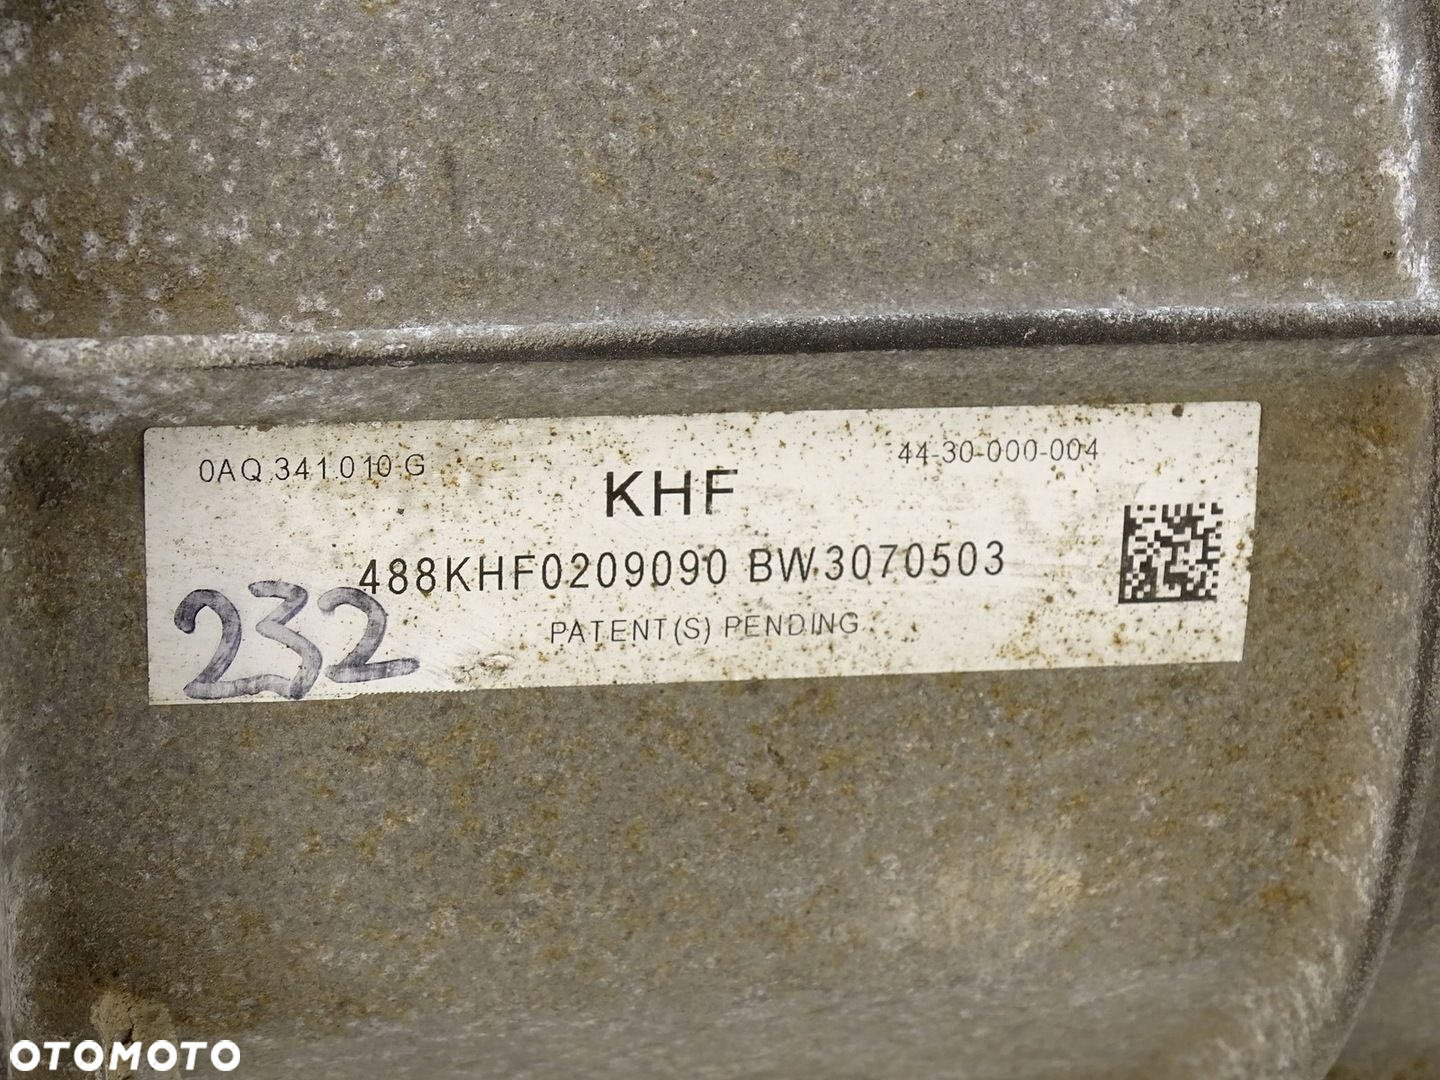 0AQ.341.010.G
44-30-000-004
KHF
488KHF0209090 BW3070503
232
PATENT(S) PENDING
OTOMOTO